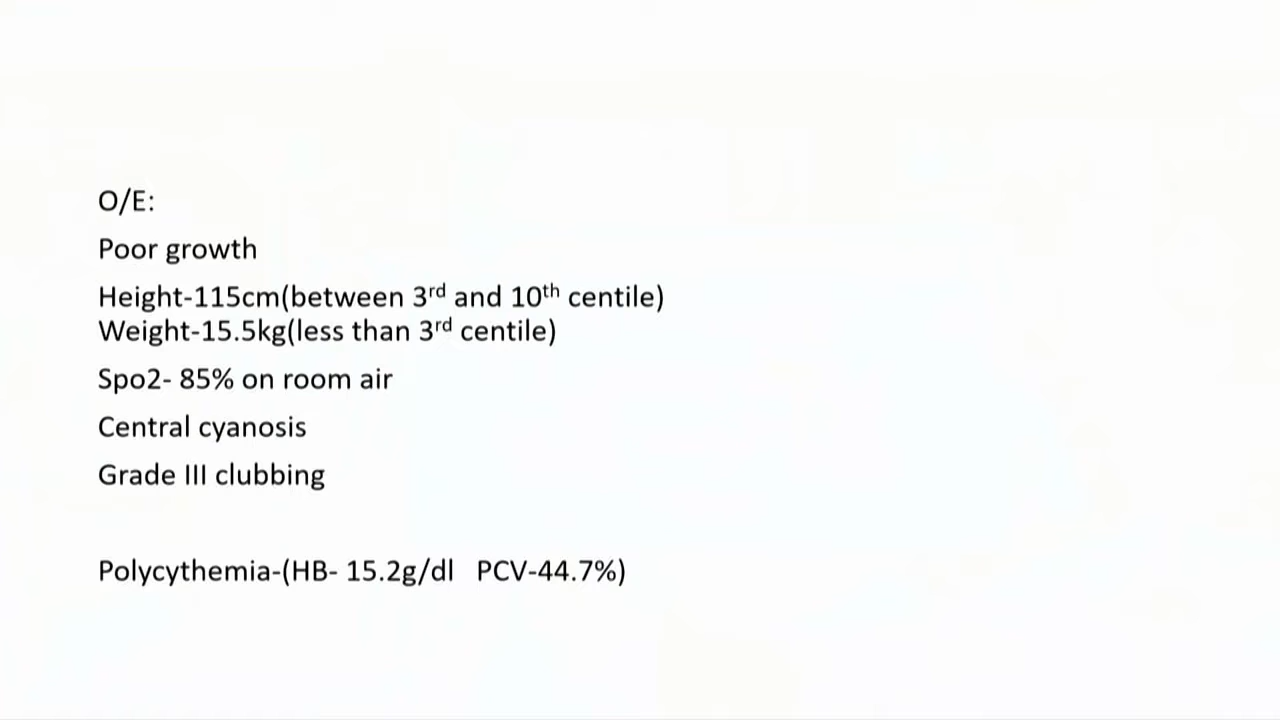 O/E:
Poor growth
Height-115cm(between 3rd and 10th centile)
Weight-15.5kg(less than 3rd centile)
Spo2- 85% on room air
Central cyanosis
Grade III clubbing
Polycythemia-(HB- 15.2g/dl   PCV-44.7%)